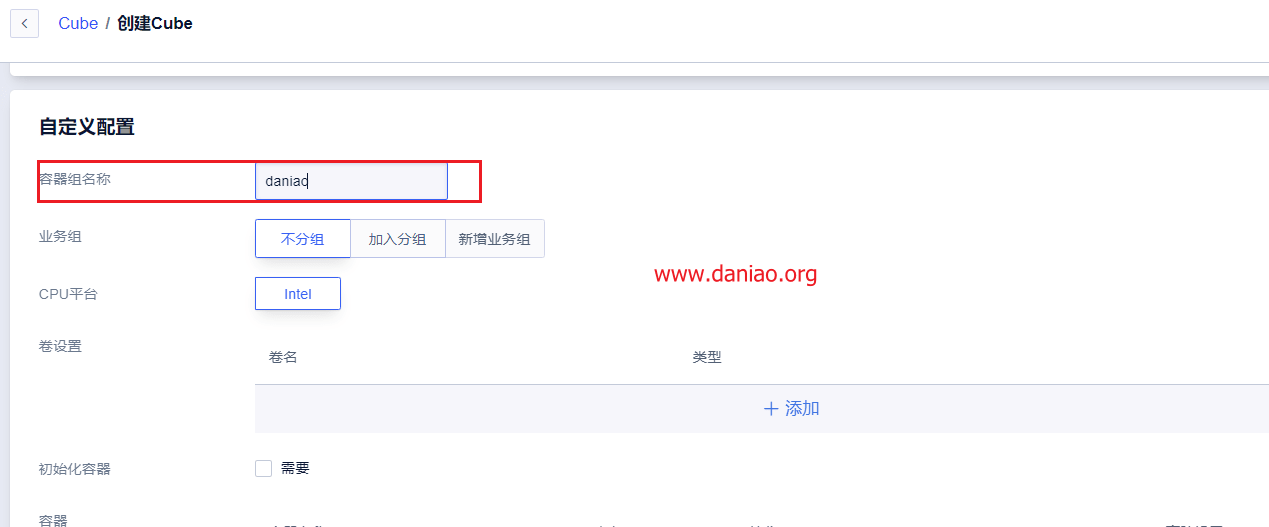 Cube / 创建Cube
自定义配置
容器组名称 daniao
业务组 不分组 加入分组 新增业务组
www.daniao.org
CPU平台 Intel
卷设置 卷名 类型
+ 添加
初始化容器 需要
容器